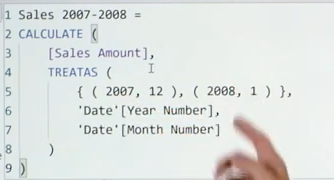 1 Sales 2007-2008 =
2 CALCULATE (
3 [Sales Amount],
4 TREATAS (
5 { ( 2007, 12 ), ( 2008, 1 ) },
6 'Date'[Year Number],
7 'Date'[Month Number]
8 )
9 )